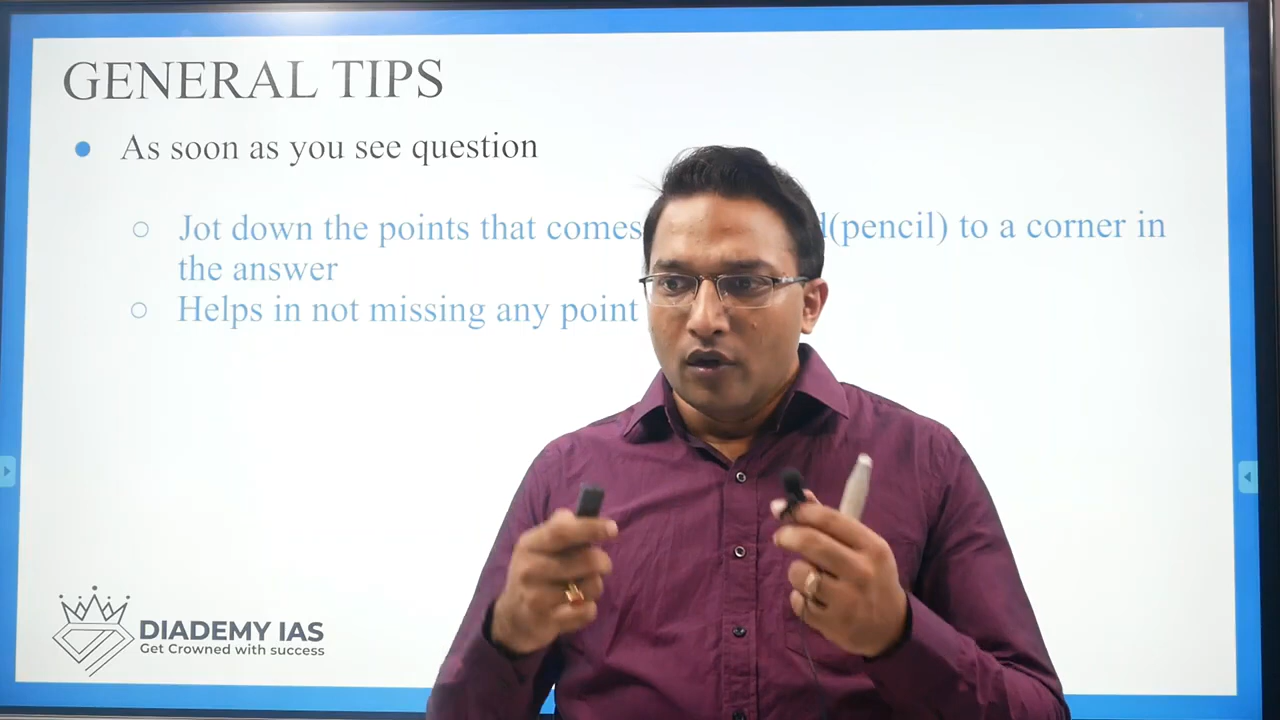 GENERAL TIPS
As soon as you see question
Jot down the points that comes (pencil) to a corner in
the answer
Helps in not missing any point
DIADEMY IAS
Get Crowned with success